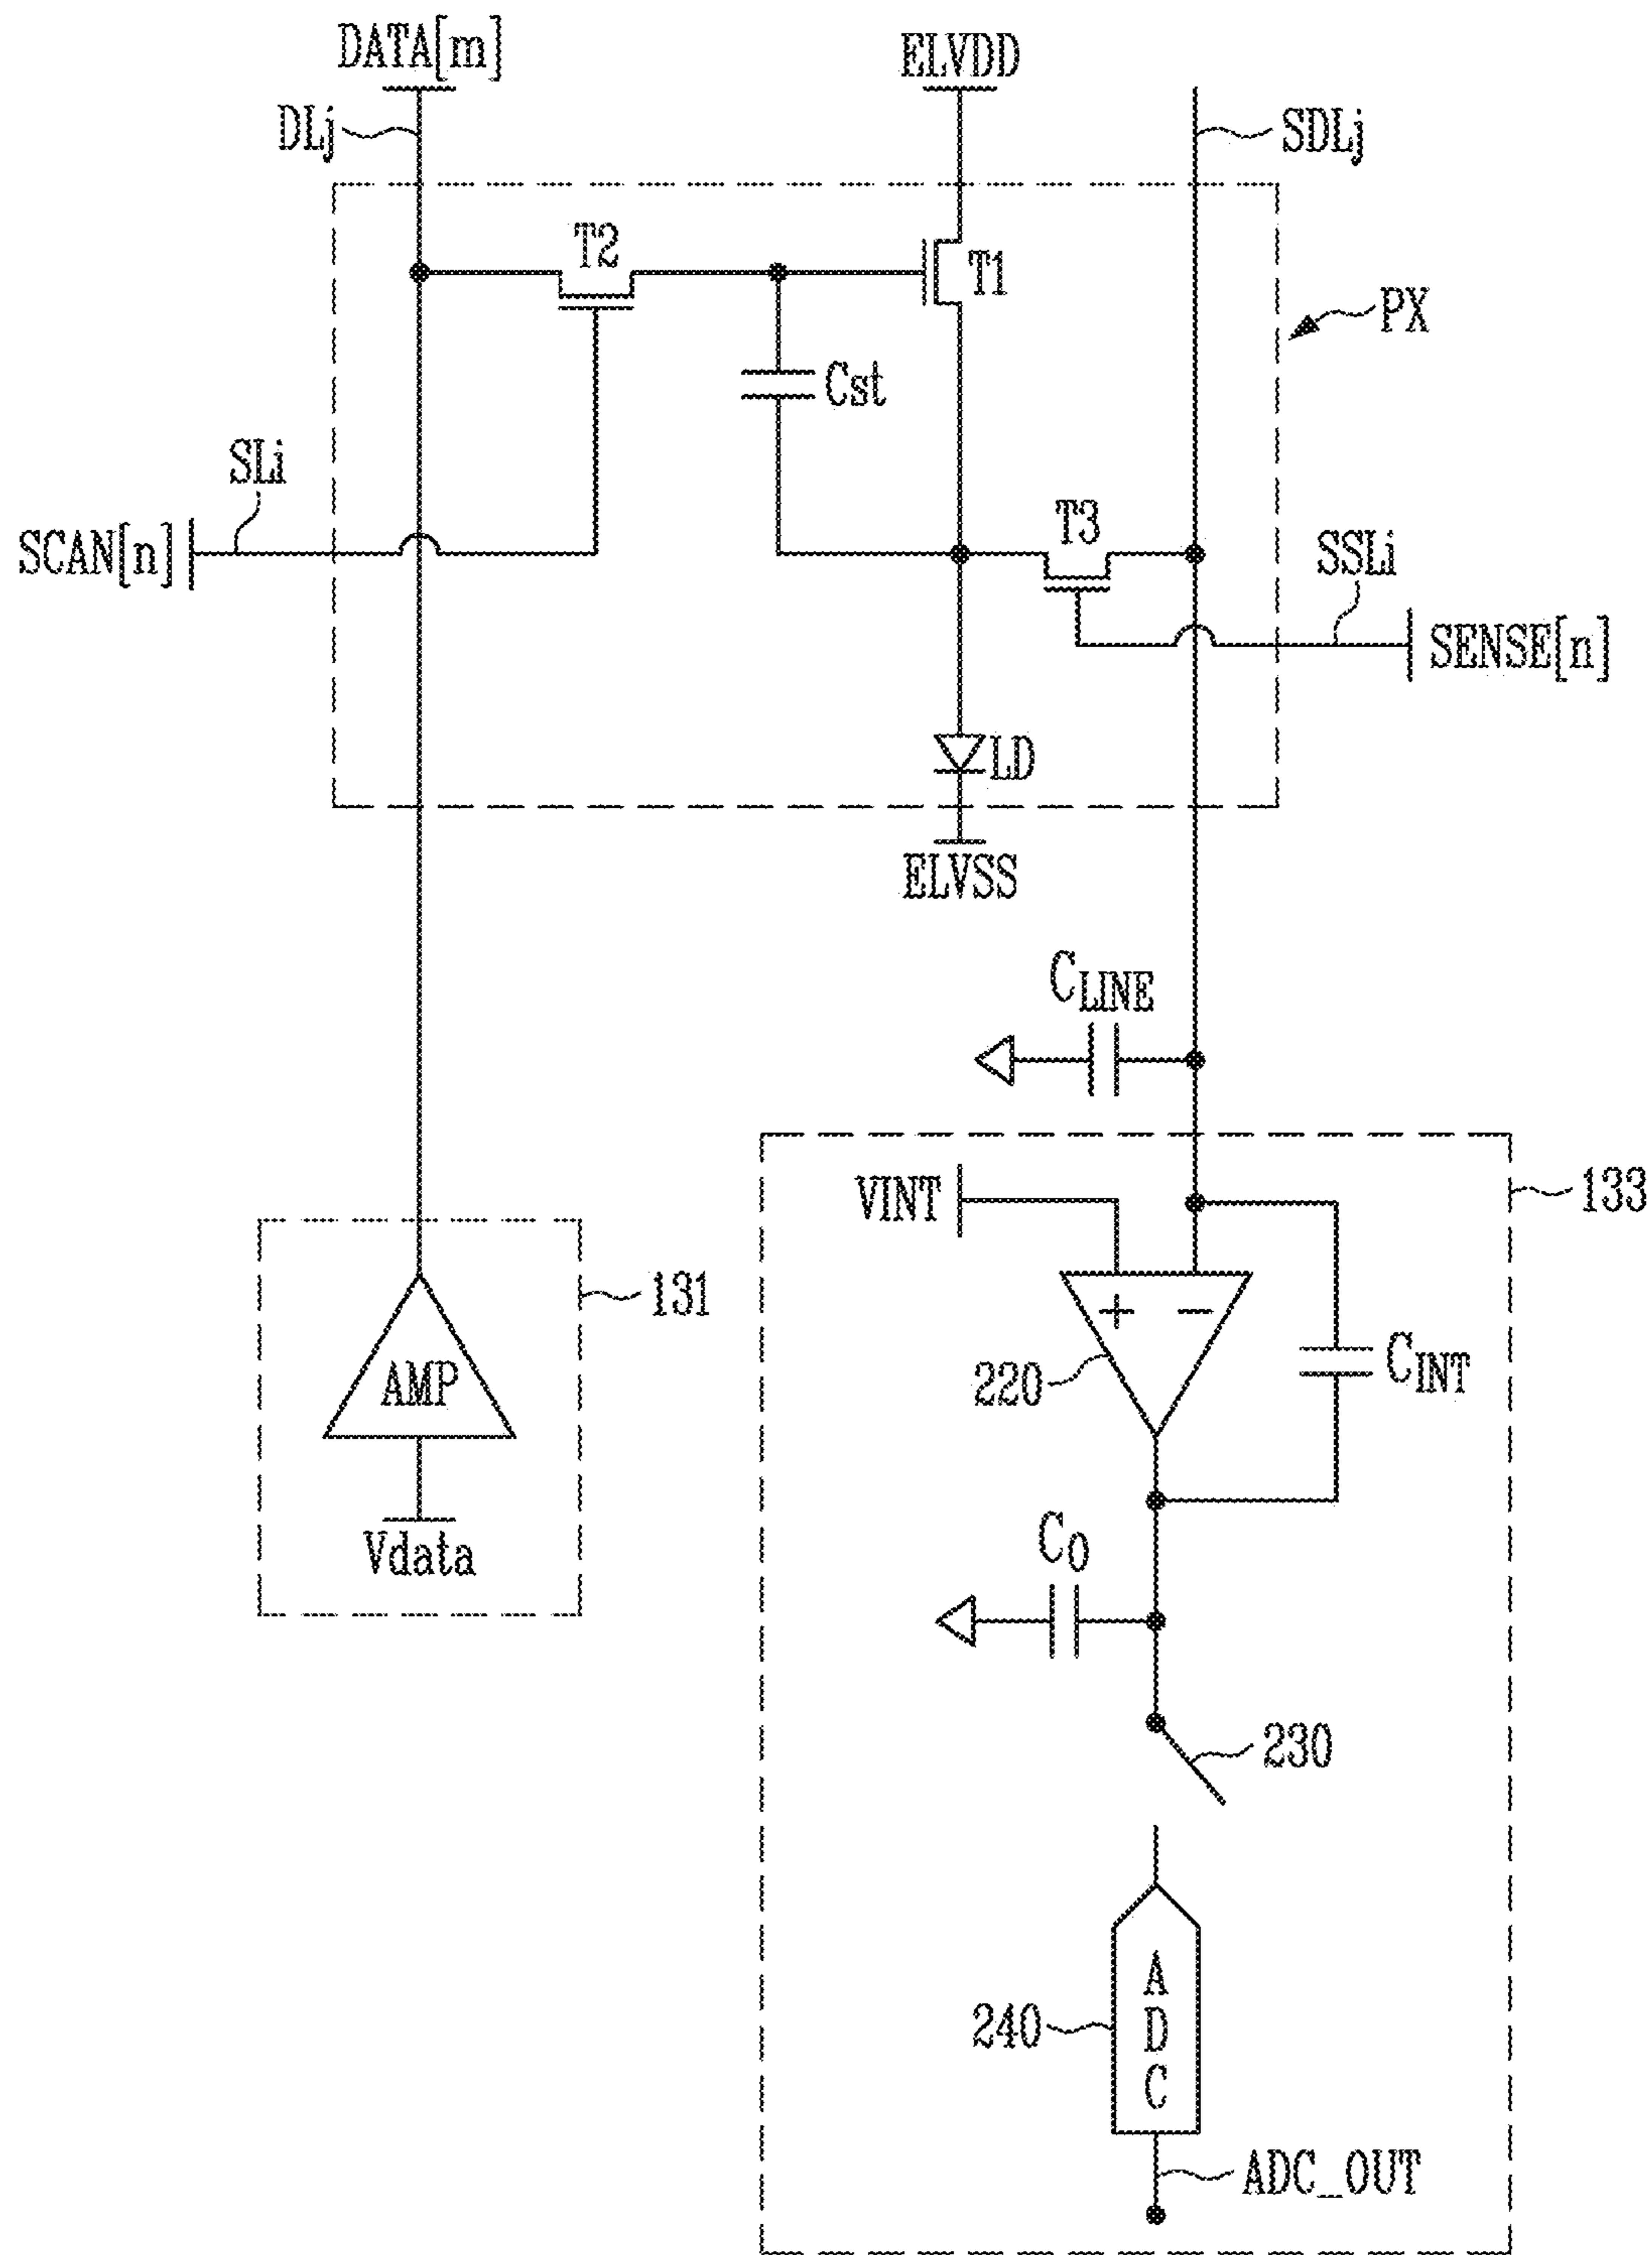 DATA[m]
ELVDD
DLj
SDLj
T2
T1
PX
Cst
SLi
T3
SCAN[n]
SSLi
SENSE[n]
LD
ELVSS
CLINE
VINT
133
131
+ −
AMP
220
CINT
Vdata
CO
230
A
D
C
240
ADC_OUT